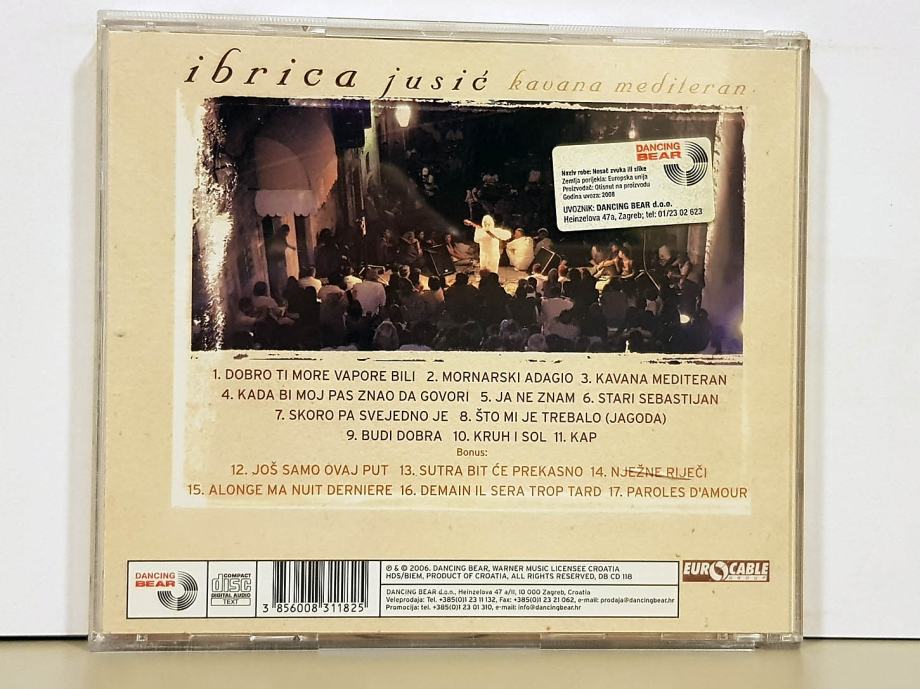 ibrica jusić kavana mediteran
DANCING
BEAR
Naziv robe: Nosač zvuka ili slike
Zemlja porijekla: Europska unija
Proizvođač: Otisnut na proizvodu
Godina uvoza: 2008
UVOZNIK: DANCING BEAR d.o.o.
Heinzelova 47a, Zagreb; tel: 01/23 02 623
1. DOBRO TI MORE VAPORE BILI 2. MORNARSKI ADAGIO 3. KAVANA MEDITERAN
4. KADA BI MOJ PAS ZNAO DA GOVORI 5. JA NE ZNAM 6. STARI SEBASTIJAN
7. SKORO PA SVEJEDNO JE 8. ŠTO MI JE TREBALO (JAGODA)
9. BUDI DOBRA 10. KRUH I SOL 11. KAP
Bonus:
12. JOŠ SAMO OVAJ PUT 13. SUTRA BIT ĆE PREKASNO 14. NJEŽNE RIJEČI
15. ALONGE MA NUIT DERNIERE 16. DEMAIN IL SERA TROP TARD 17. PAROLES D'AMOUR
DANCING
BEAR
COMPACT
disc
DIGITAL AUDIO
TEXT
3 856008 311825
℗ & © 2006. DANCING BEAR, WARNER MUSIC LICENSEE CROATIA
HDS/BIEM, PRODUCT OF CROATIA, ALL RIGHTS RESERVED, DB CD 118
DANCING BEAR d.o.o., Heinzelova 47 a/II, 10 000 Zagreb, Croatia
Veleprodaja: Tel. +385(0)1 23 11 132, Fax: +385(0)1 23 21 062, e-mail: prodaja@dancingbear.hr
Promocija: tel. +385(0)1 23 01 310, e-mail: info@dancingbear.hr
EUROCABLE
GROUP